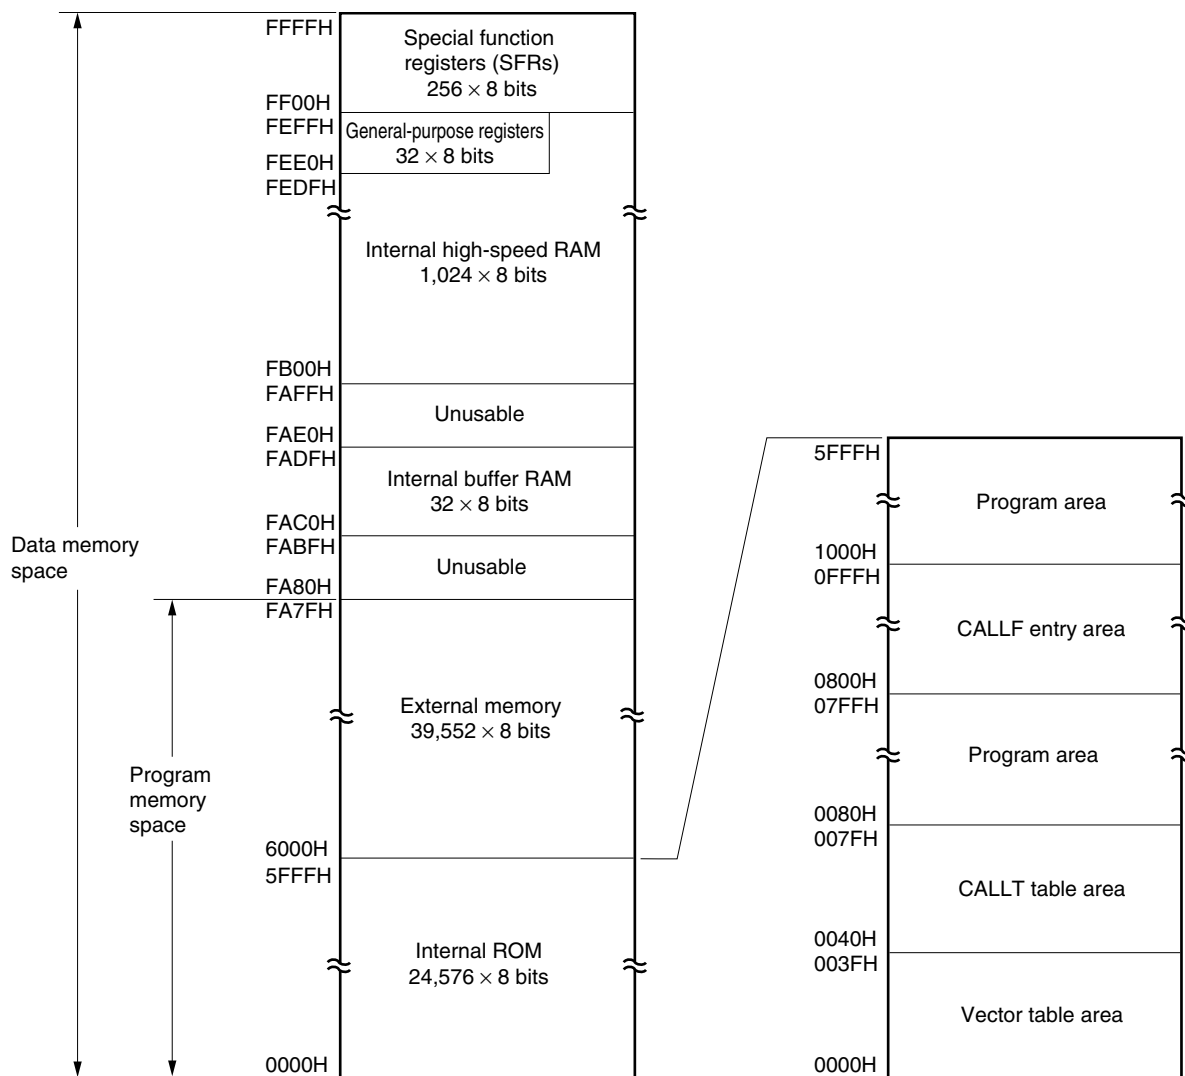 FFFFH
Special function
registers (SFRs)
256 × 8 bits
FF00H
FEFFH
General-purpose registers
32 × 8 bits
FEE0H
FEDFH
Internal high-speed RAM
1,024 × 8 bits
FB00H
FAFFH
Unusable
FAE0H
FADFH
Internal buffer RAM
32 × 8 bits
FAC0H
FABFH
Data memory
space
Unusable
FA80H
FA7FH
External memory
39,552 × 8 bits
Program
memory
space
6000H
5FFFH
Internal ROM
24,576 × 8 bits
0000H
5FFFH
Program area
1000H
0FFFH
CALLF entry area
0800H
07FFH
Program area
0080H
007FH
CALLT table area
0040H
003FH
Vector table area
0000H